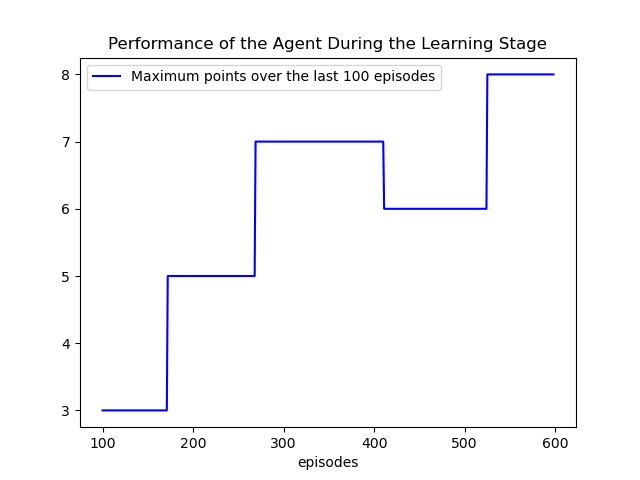 Performance of the Agent During the Learning Stage
Maximum points over the last 100 episodes
8
7
6
5
4
3
100 200 300 400 500 600
episodes